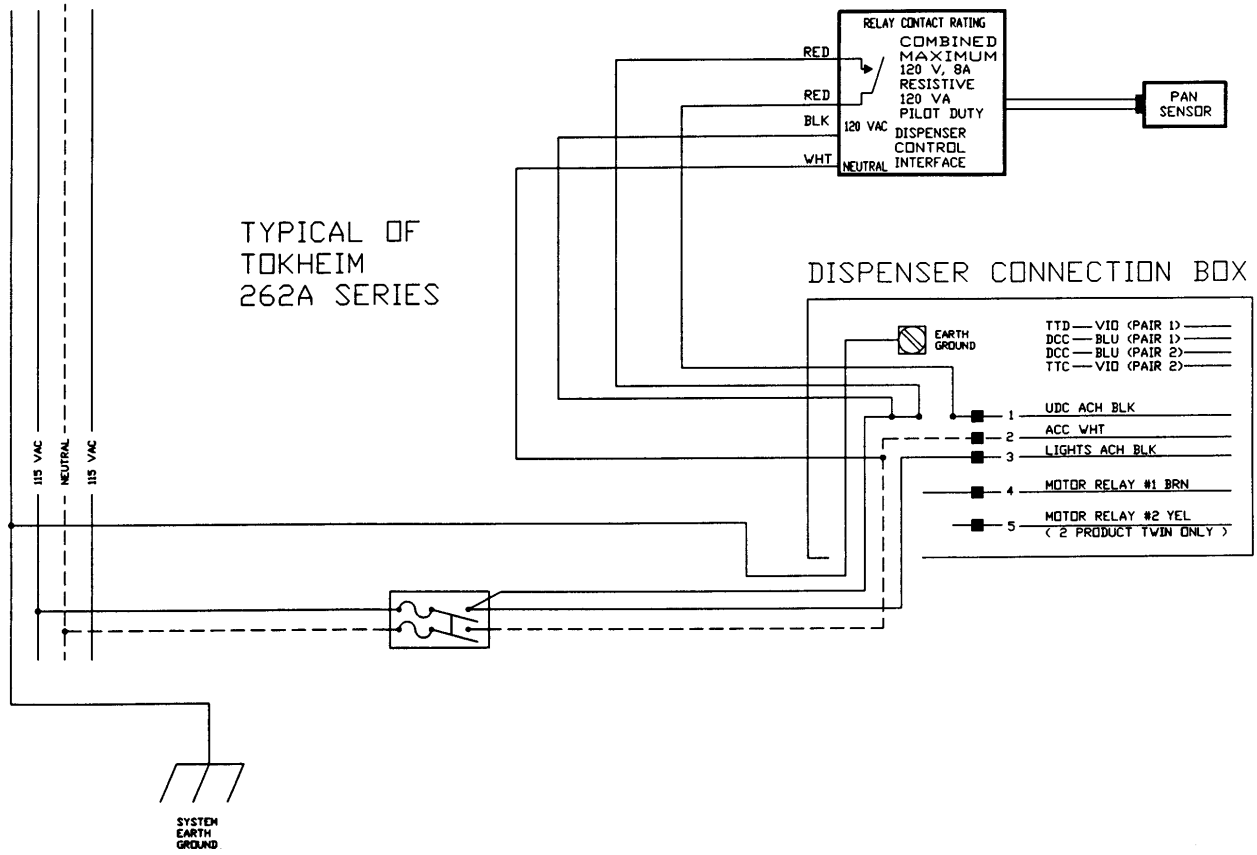 RELAY CONTACT RATING
COMBINED
MAXIMUM
120 V, 8A
RESISTIVE
120 VA
PILOT DUTY
RED
RED
BLK
120 VAC
DISPENSER
CONTROL
INTERFACE
WHT
NEUTRAL
PAN
SENSOR
TYPICAL OF
TOKHEIM
262A SERIES
DISPENSER CONNECTION BOX
EARTH
GROUND
TTD VIO (PAIR 1)
DCC BLU (PAIR 1)
DCC BLU (PAIR 2)
TTC VIO (PAIR 2)
1 UDC ACH BLK
2 ACC WHT
3 LIGHTS ACH BLK
4 MOTOR RELAY #1 BRN
5 MOTOR RELAY #2 YEL
( 2 PRODUCT TWIN ONLY )
115 VAC
NEUTRAL
115 VAC
SYSTEM
EARTH
GROUND